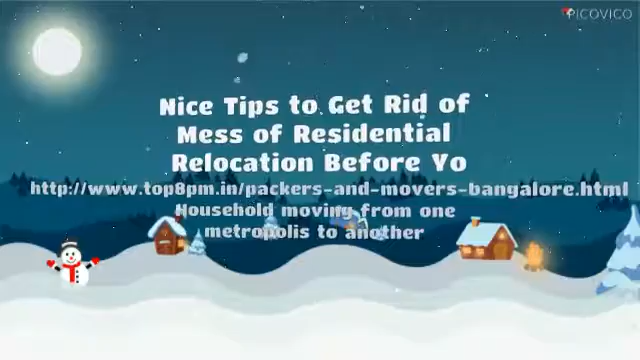 PICOVICO
Nice Tips to Get Rid of
Mess of Residential
Relocation Before Yo
http://www.top8pm.in/packers-and-movers-bangalore.html
Household moving from one
metropolis to another